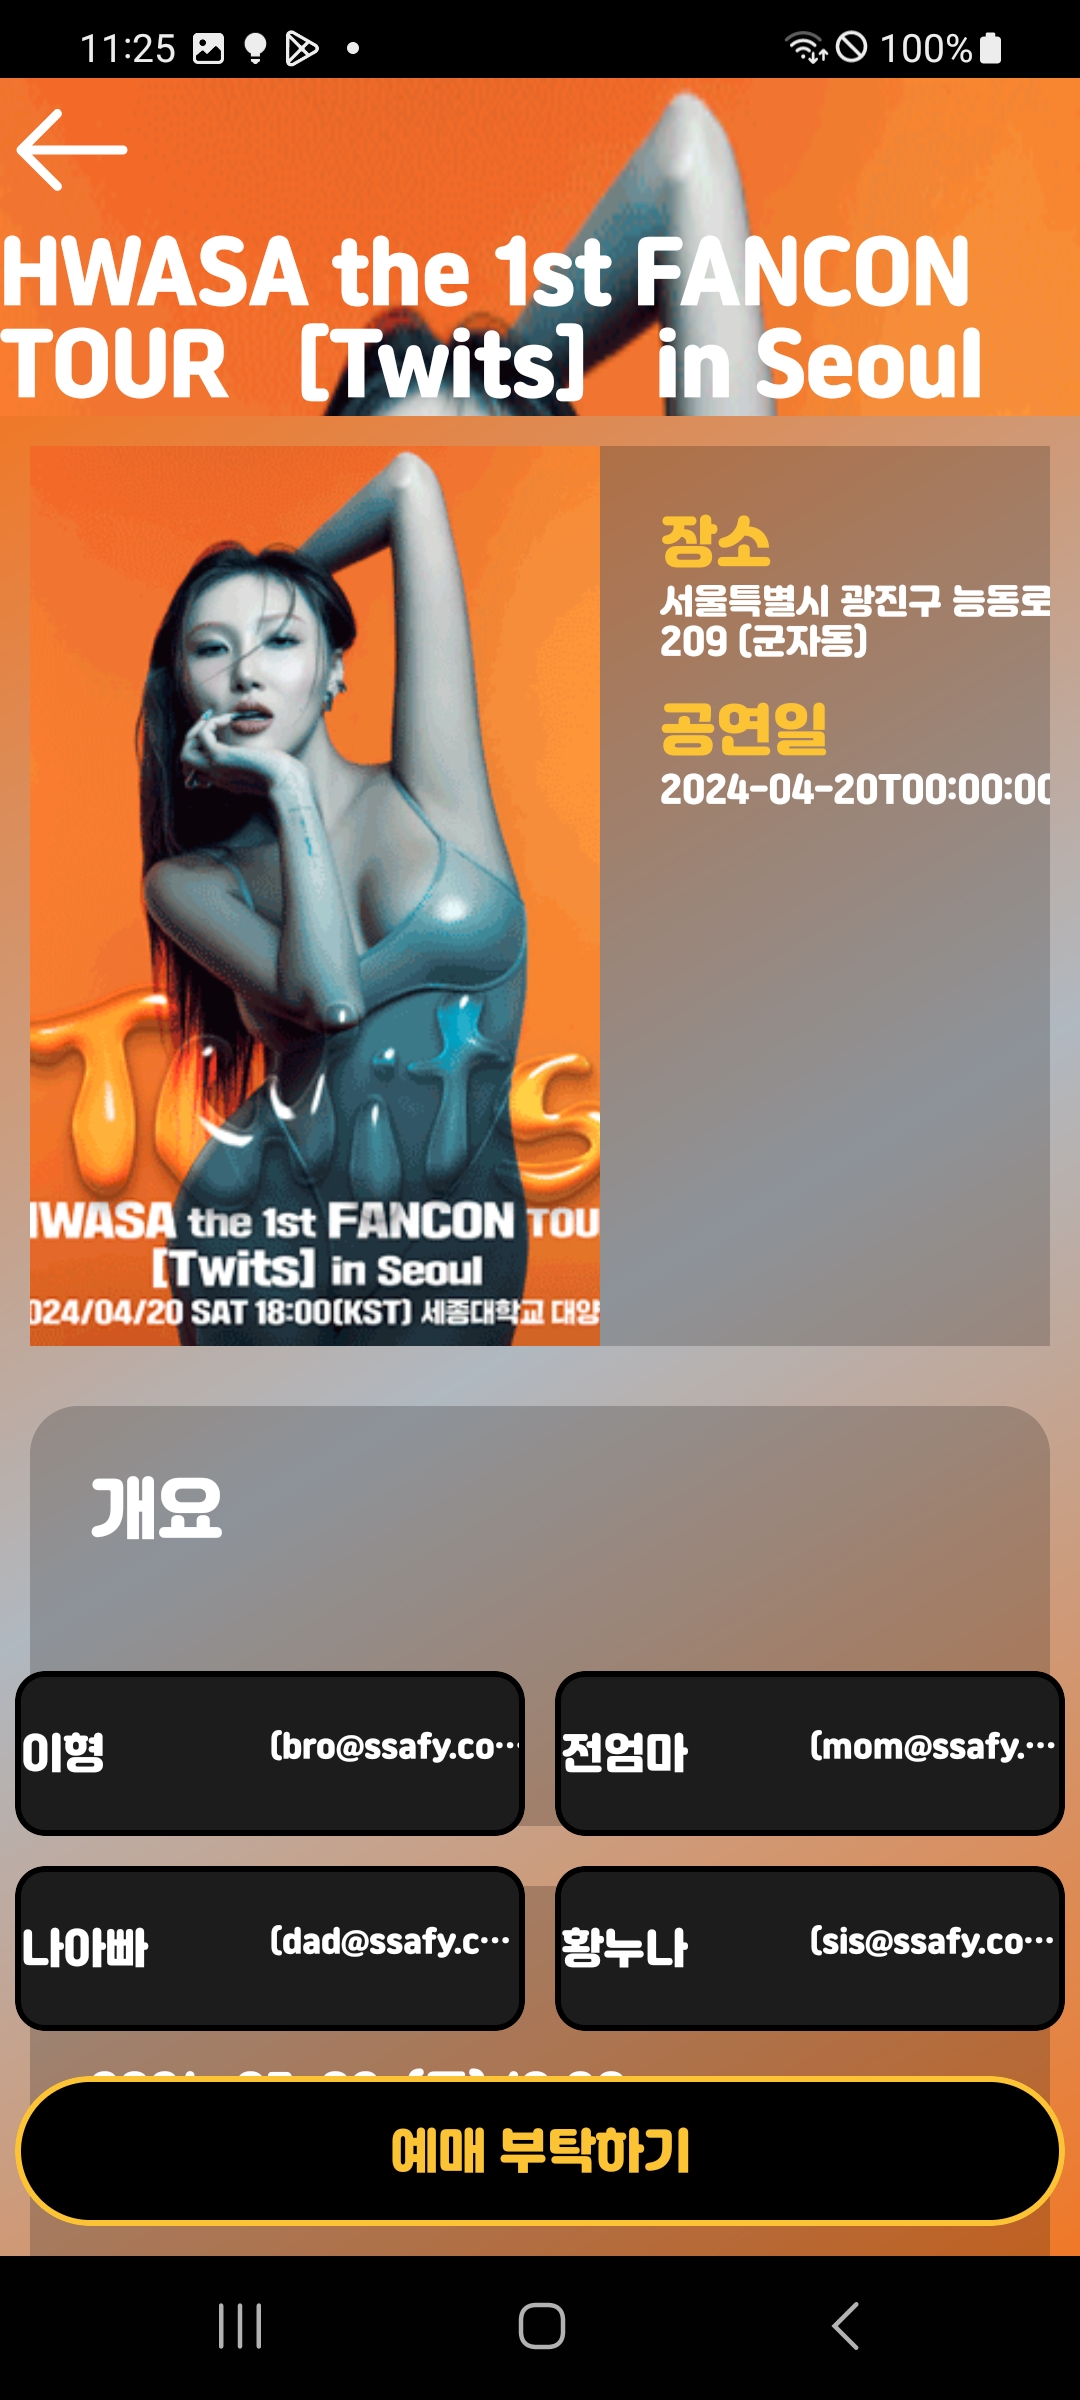 11:25
100%
HWASA the 1st FANCON
TOUR [Twits] in Seoul
장소
서울특별시 광진구 능동로
209 (군자동)
공연일
2024-04-20T00:00:00
Twits
HWASA the 1st FANCON TOU
[Twits] in Seoul
024/04/20 SAT 18:00(KST) 세종대학교 대양
개요
이형
(bro@ssafy.co…
전엄마
(mom@ssafy.…
나아빠
(dad@ssafy.c…
황누나
(sis@ssafy.co…
예매 부탁하기